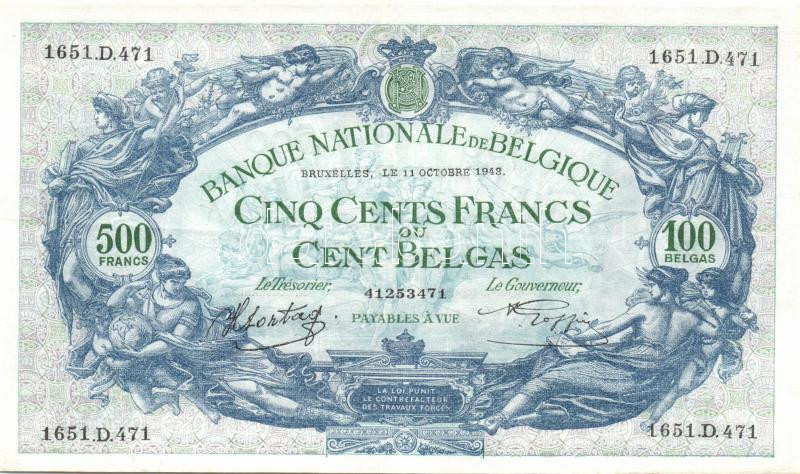 1651.D.471
1651.D.471
BANQUE NATIONALE DE BELGIQUE
BRUXELLES, LE 11 OCTOBRE 1943.
CINQ CENTS FRANCS
OU
CENT BELGAS
500
FRANCS
100
BELGAS
Le Trésorier,
Le Gouverneur,
41253471
PAYABLES À VUE
LA LOI PUNIT
LE CONTREFACTEUR
DES TRAVAUX FORCÉS
1651.D.471
1651.D.471